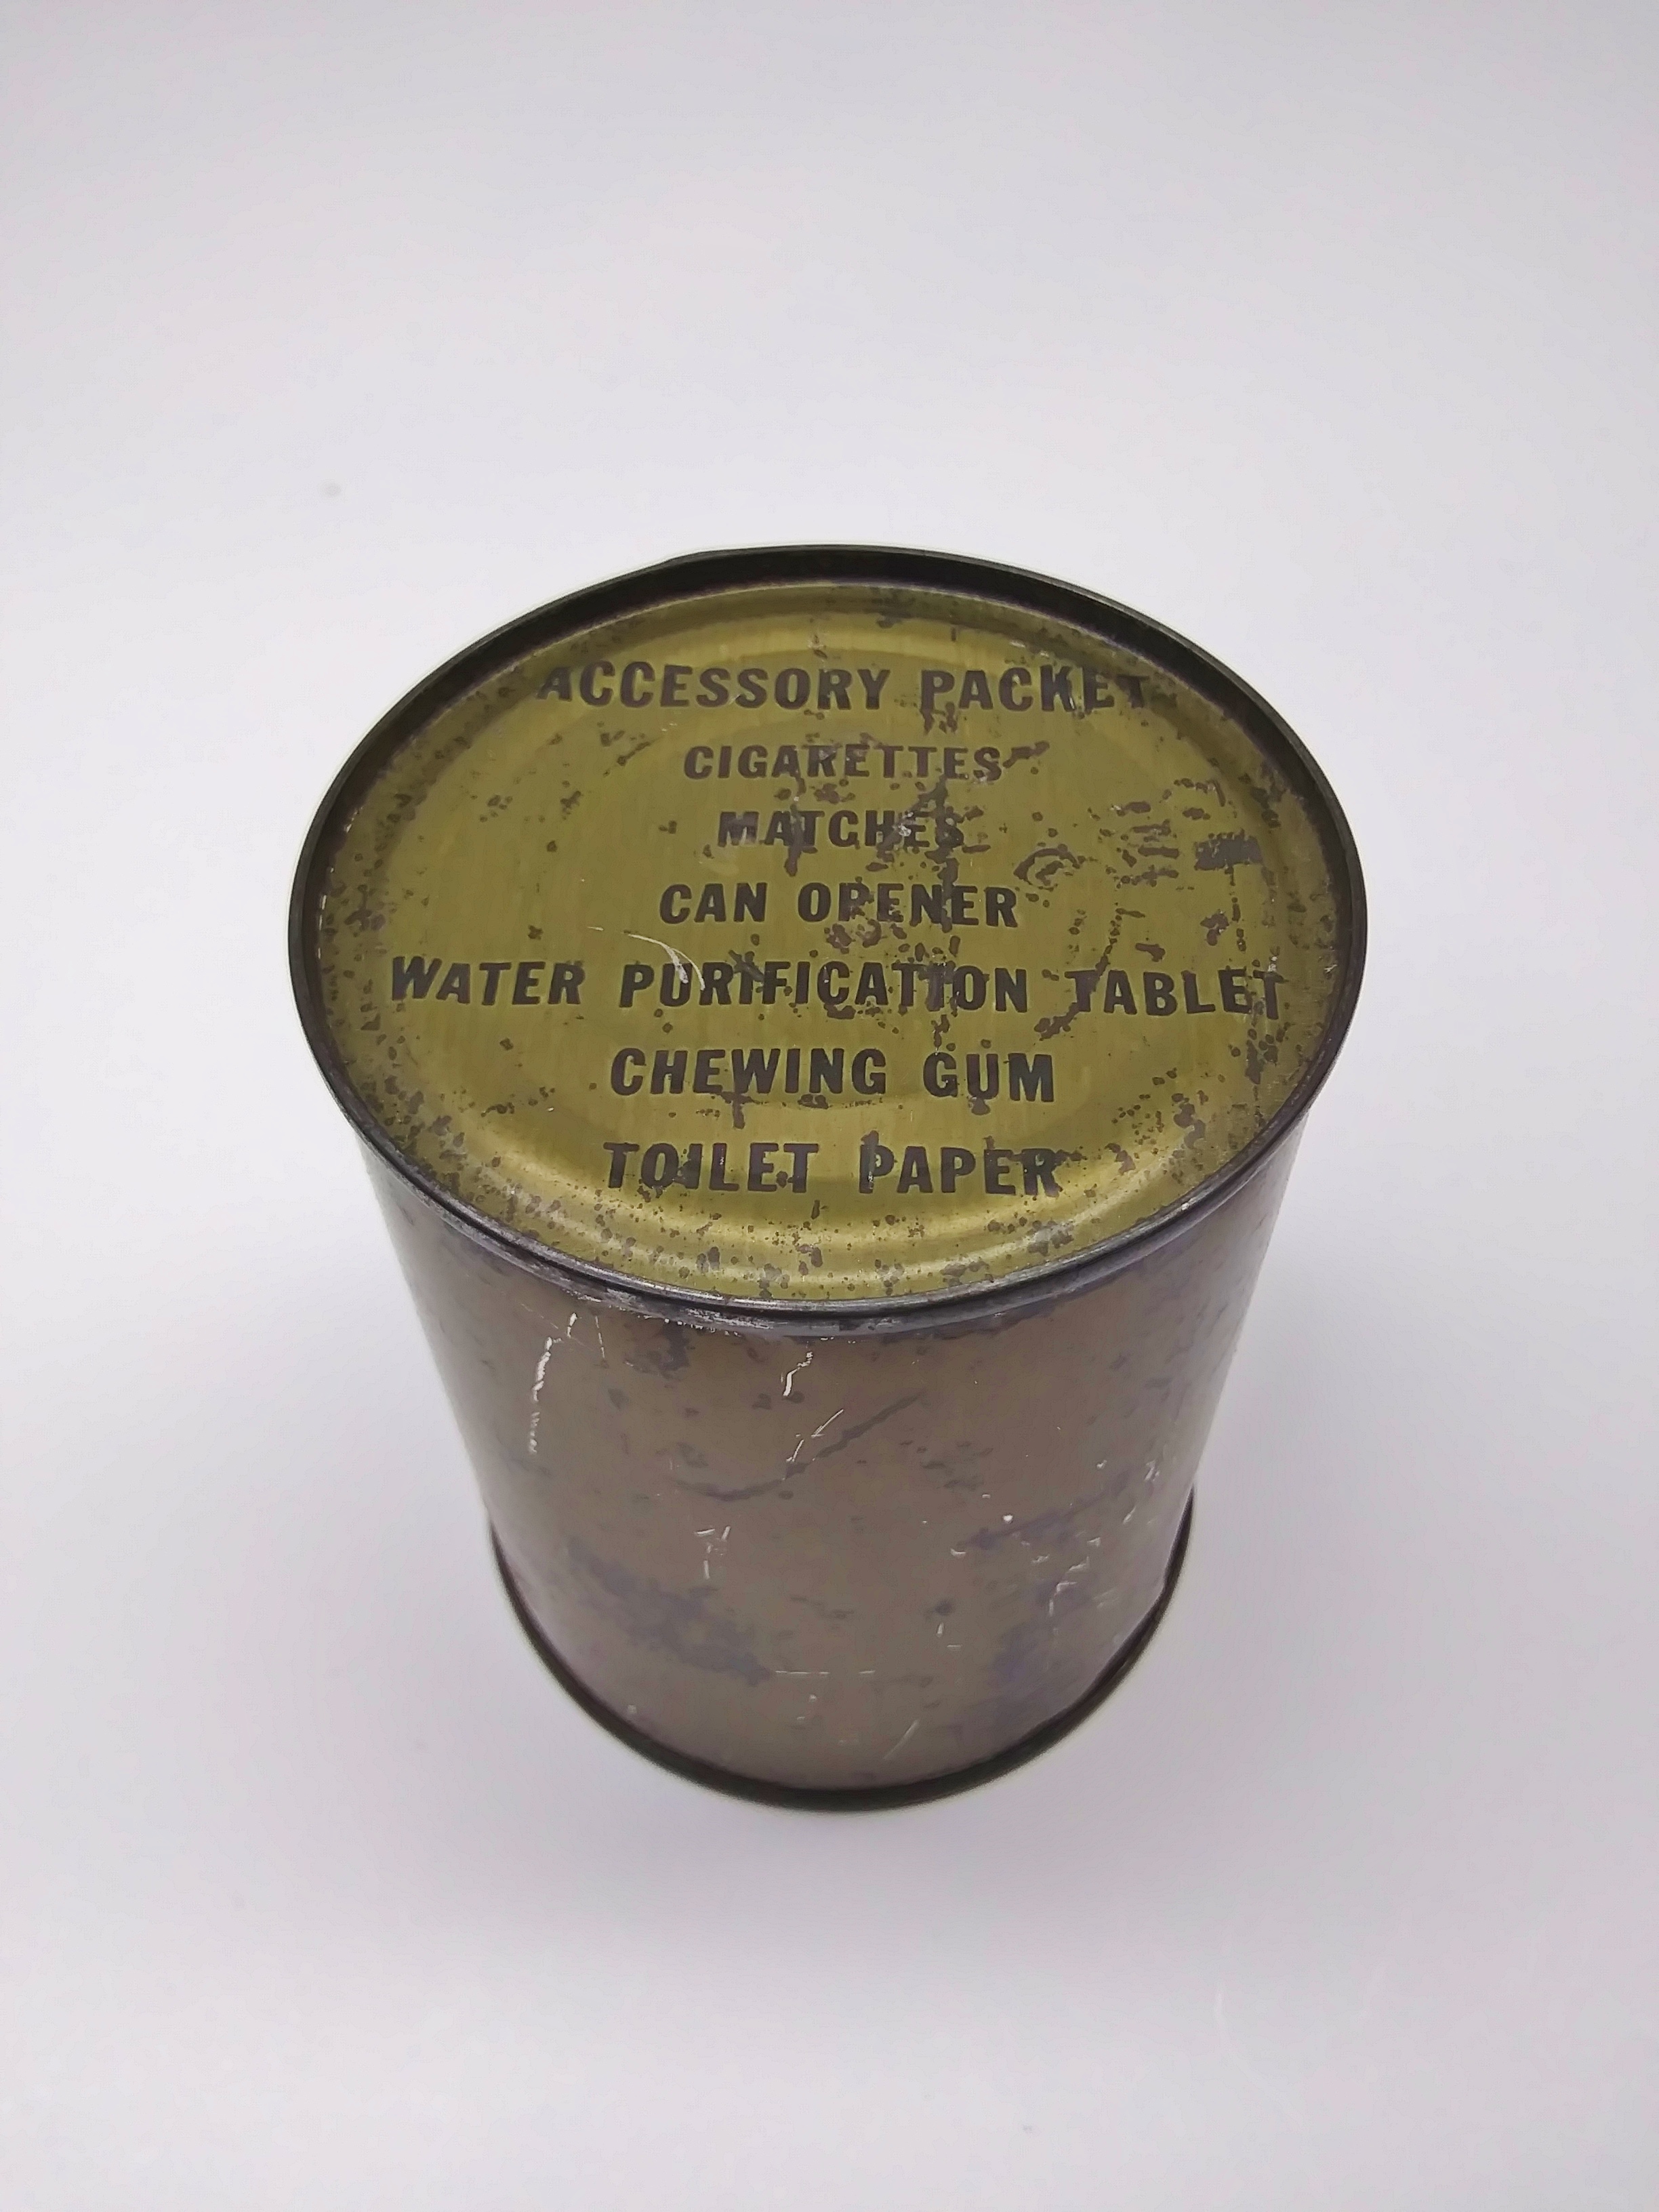 ACCESSORY PACKET
CIGARETTES
MATCHES
CAN OPENER
WATER PURIFICATION TABLET
CHEWING GUM
TOILET PAPER